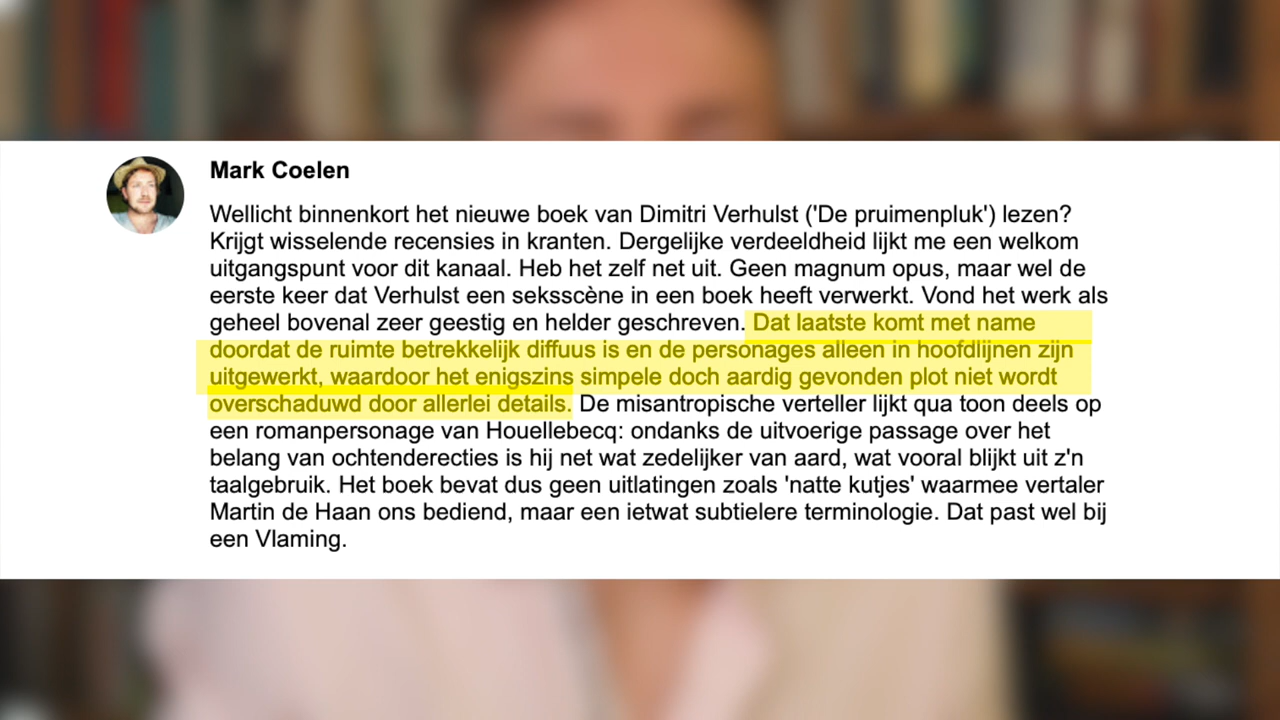 Mark Coelen
Wellicht binnenkort het nieuwe boek van Dimitri Verhulst ('De pruimenpluk') lezen?
Krijgt wisselende recensies in kranten. Dergelijke verdeeldheid lijkt me een welkom
uitgangspunt voor dit kanaal. Heb het zelf net uit. Geen magnum opus, maar wel de
eerste keer dat Verhulst een seksscène in een boek heeft verwerkt. Vond het werk als
geheel bovenal zeer geestig en helder geschreven. Dat laatste komt met name
doordat de ruimte betrekkelijk diffuus is en de personages alleen in hoofdlijnen zijn
uitgewerkt, waardoor het enigszins simpele doch aardig gevonden plot niet wordt
overschaduwd door allerlei details. De misantropische verteller lijkt qua toon deels op
een romanpersonage van Houellebecq: ondanks de uitvoerige passage over het
belang van ochtenderecties is hij net wat zedelijker van aard, wat vooral blijkt uit z'n
taalgebruik. Het boek bevat dus geen uitlatingen zoals 'natte kutjes' waarmee vertaler
Martin de Haan ons bediend, maar een ietwat subtielere terminologie. Dat past wel bij
een Vlaming.